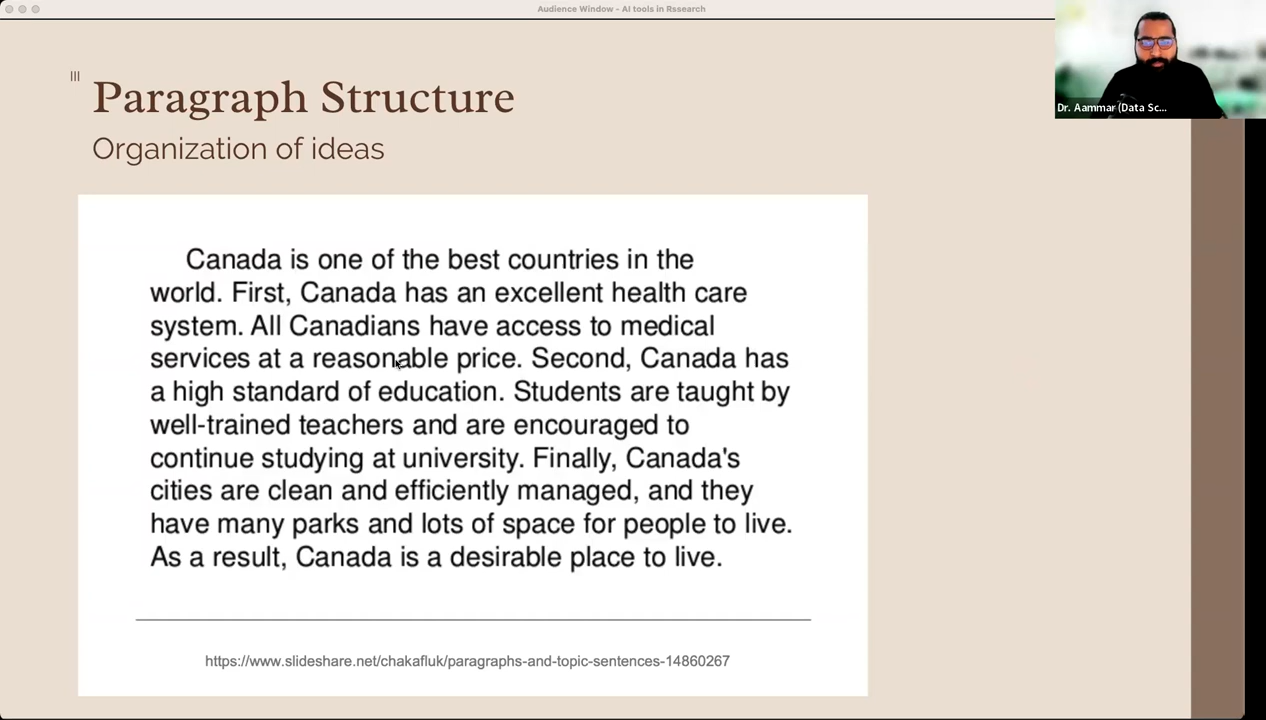 Audience Window - AI tools in Rssearch
Dr. Aammar (Data Sc...
III
Paragraph Structure
Organization of ideas
Canada is one of the best countries in the
world. First, Canada has an excellent health care
system. All Canadians have access to medical
services at a reasonable price. Second, Canada has
a high standard of education. Students are taught by
well-trained teachers and are encouraged to
continue studying at university. Finally, Canada's
cities are clean and efficiently managed, and they
have many parks and lots of space for people to live.
As a result, Canada is a desirable place to live.
https://www.slideshare.net/chakafluk/paragraphs-and-topic-sentences-14860267